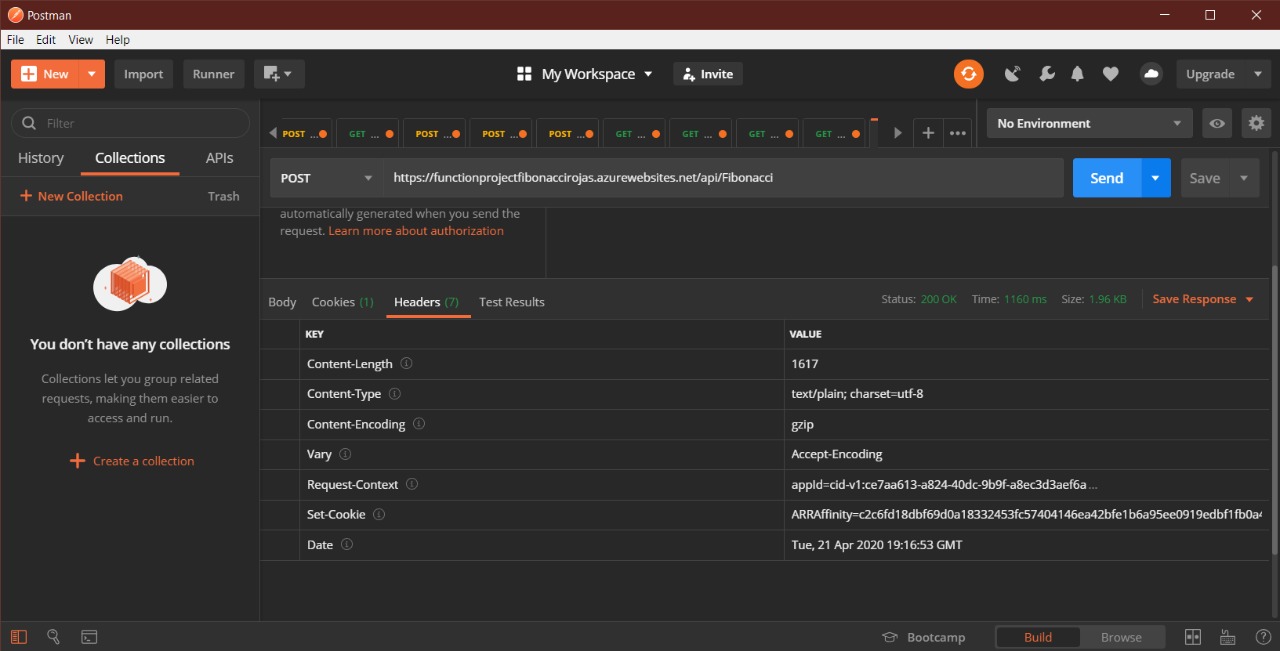 Postman
File Edit View Help
New Import Runner My Workspace Invite Upgrade
Filter
History Collections APIs
New Collection Trash
You don't have any collections
Collections let you group related
requests, making them easier to
access and run.
Create a collection
POST ... GET ... POST ... POST ... POST ... GET ... GET ... GET ... GET ...
No Environment
POST https://functionprojectfibonaccirojas.azurewebsites.net/api/Fibonacci Send Save
automatically generated when you send the
request. Learn more about authorization
Body Cookies (1) Headers (7) Test Results Status: 200 OK Time: 1160 ms Size: 1.96 KB Save Response
KEY VALUE
Content-Length 1617
Content-Type text/plain; charset=utf-8
Content-Encoding gzip
Vary Accept-Encoding
Request-Context appId=cid-v1:ce7aa613-a824-40dc-9b9f-a8ec3d3aef6a...
Set-Cookie ARRAffinity=c2c6fd18dbf69d0a18332453fc57404146ea42bfe1b6a95ee0919edbf1fb0a4
Date Tue, 21 Apr 2020 19:16:53 GMT
Bootcamp Build Browse